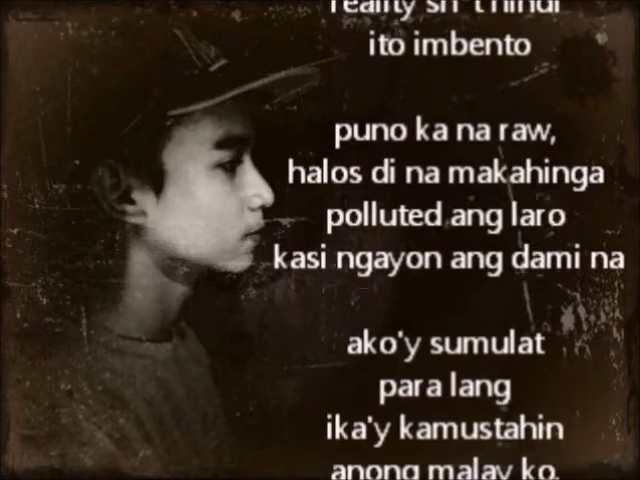 reality sh*t hindi
ito imbento
puno ka na raw,
halos di na makahinga
polluted ang laro
kasi ngayon ang dami na
ako'y sumulat
para lang
ika'y kamustahin
anong malay ko,